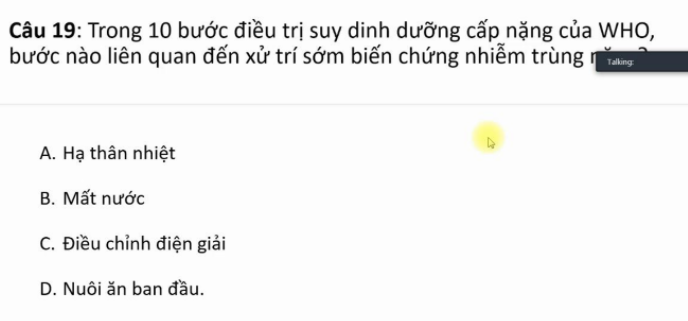 Câu 19: Trong 10 bước điều trị suy dinh dưỡng cấp nặng của WHO,
bước nào liên quan đến xử trí sớm biến chứng nhiễm trùng
Talking:
A. Hạ thân nhiệt
B. Mất nước
C. Điều chỉnh điện giải
D. Nuôi ăn ban đầu.